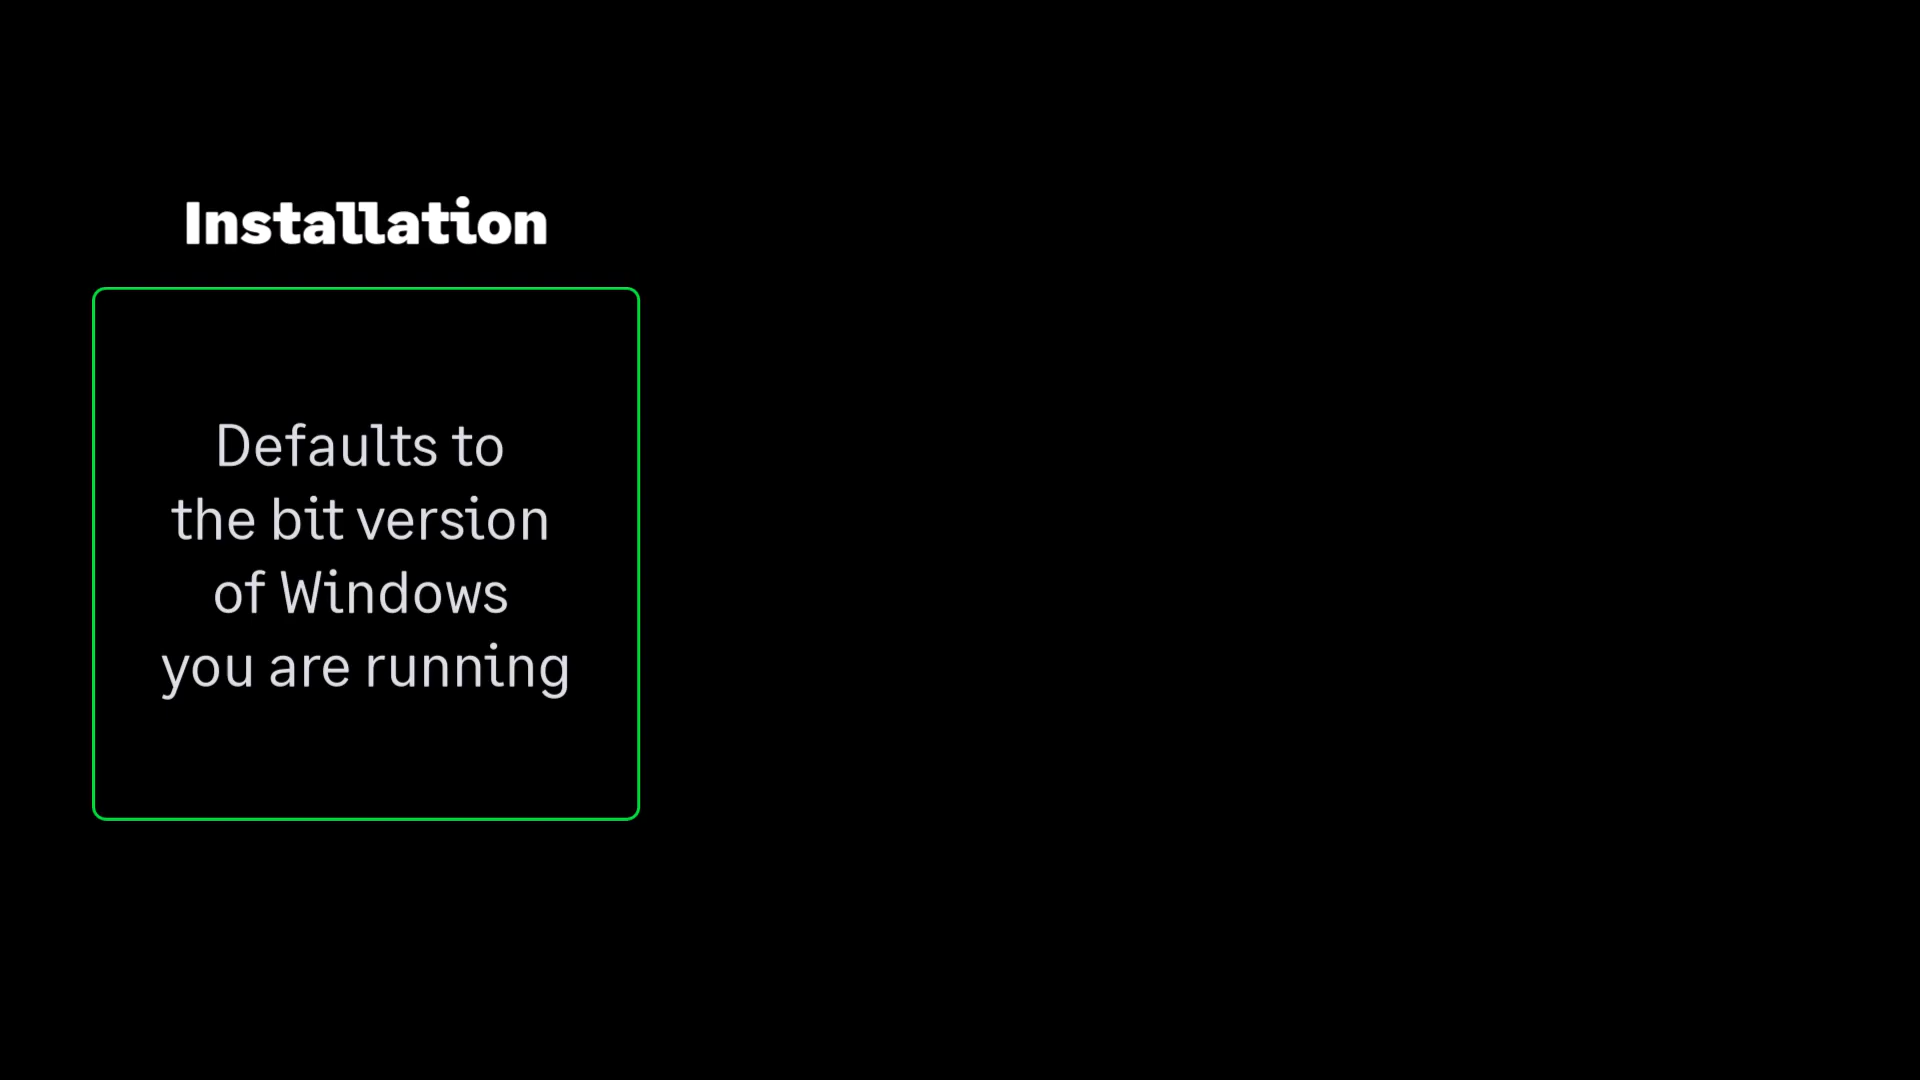 Installation
Defaults to
the bit version
of Windows
you are running